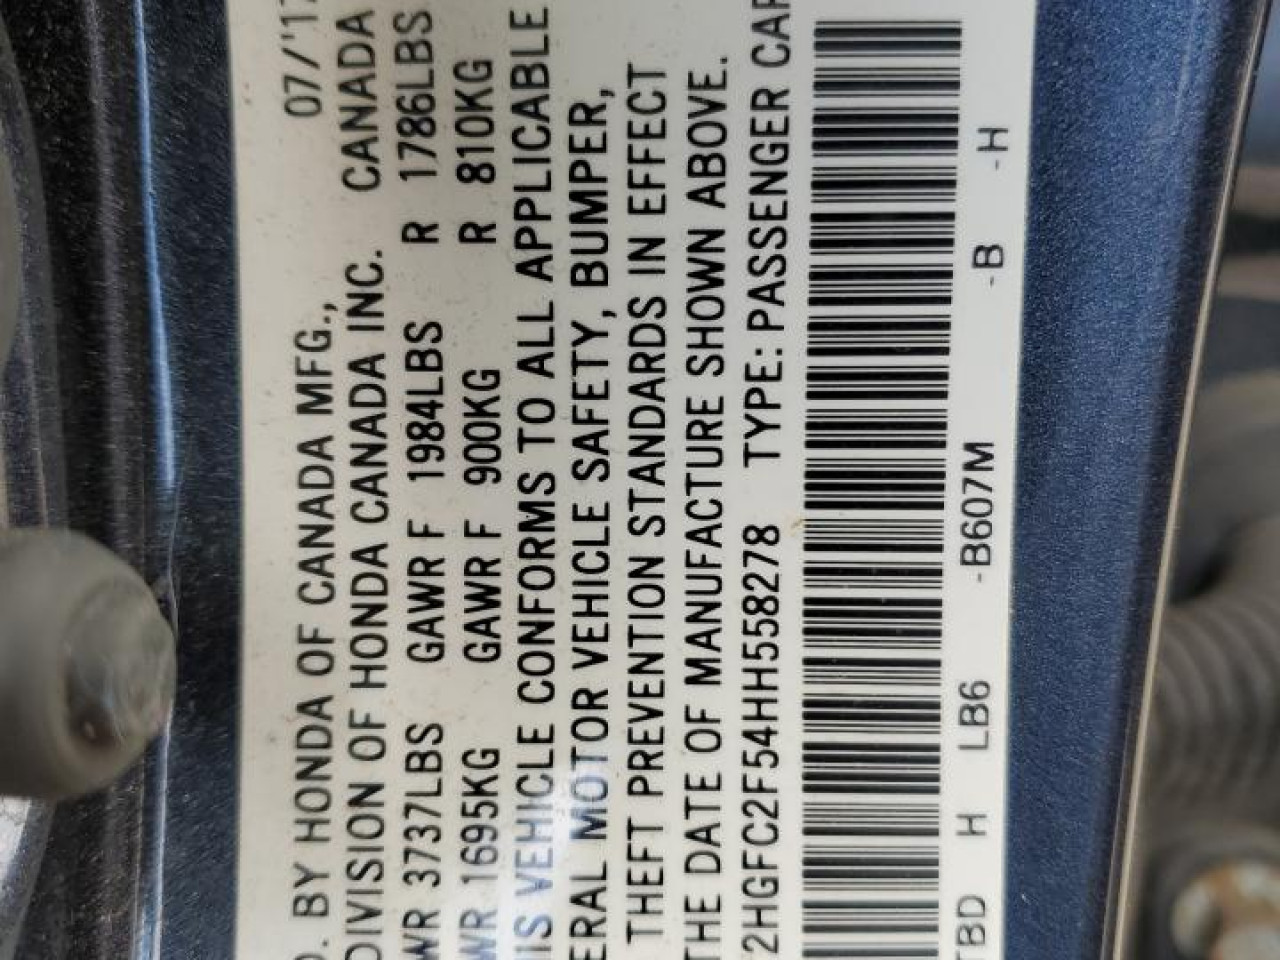 D. BY HONDA OF CANADA MFG., 07/'17
DIVISION OF HONDA CANADA INC. CANADA
WR 3737LBS GAWR F 1984LBS R 1786LBS
WR 1695KG GAWR F 900KG R 810KG
IS VEHICLE CONFORMS TO ALL APPLICABLE
ERAL MOTOR VEHICLE SAFETY, BUMPER,
THEFT PREVENTION STANDARDS IN EFFECT
THE DATE OF MANUFACTURE SHOWN ABOVE.
2HGFC2F54HH558278 TYPE: PASSENGER CAR
TBD H LB6 -B607M -B -H